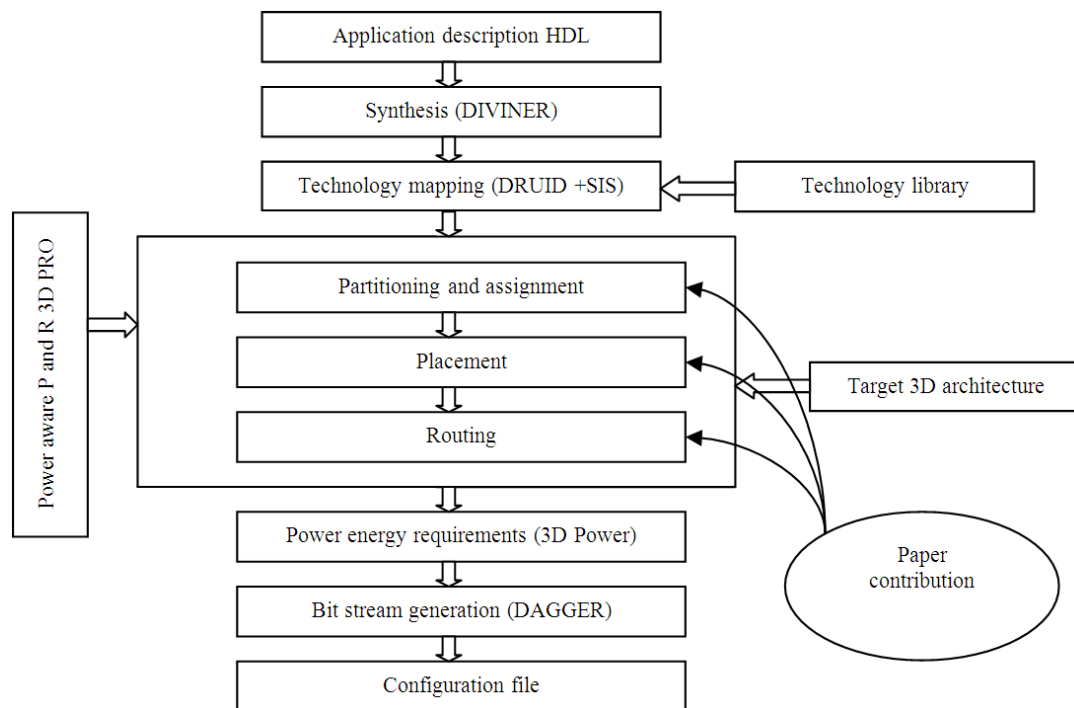 Application description HDL
Synthesis (DIVINER)
Technology mapping (DRUID +SIS)
Technology library
Power aware P and R 3D PRO
Partitioning and assignment
Placement
Target 3D architecture
Routing
Power energy requirements (3D Power)
Paper
contribution
Bit stream generation (DAGGER)
Configuration file